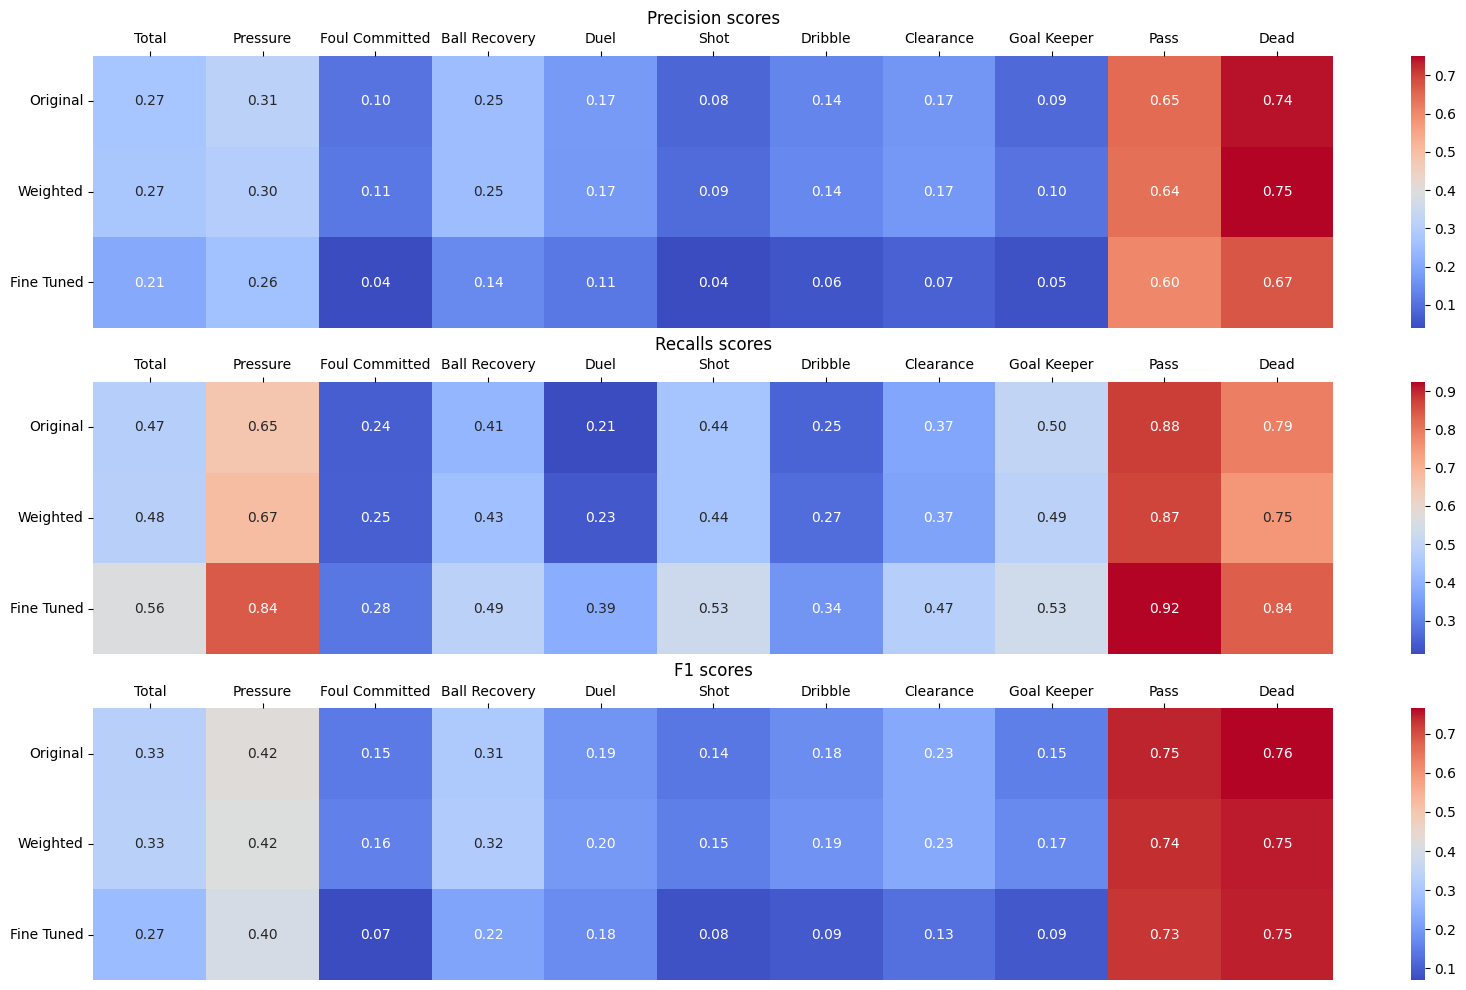 Precision scores
Total Pressure Foul Committed Ball Recovery Duel Shot Dribble Clearance Goal Keeper Pass Dead
Original 0.27 0.31 0.10 0.25 0.17 0.08 0.14 0.17 0.09 0.65 0.74
Weighted 0.27 0.30 0.11 0.25 0.17 0.09 0.14 0.17 0.10 0.64 0.75
Fine Tuned 0.21 0.26 0.04 0.14 0.11 0.04 0.06 0.07 0.05 0.60 0.67
0.7
0.6
0.5
0.4
0.3
0.2
0.1
Recalls scores
Total Pressure Foul Committed Ball Recovery Duel Shot Dribble Clearance Goal Keeper Pass Dead
Original 0.47 0.65 0.24 0.41 0.21 0.44 0.25 0.37 0.50 0.88 0.79
Weighted 0.48 0.67 0.25 0.43 0.23 0.44 0.27 0.37 0.49 0.87 0.75
Fine Tuned 0.56 0.84 0.28 0.49 0.39 0.53 0.34 0.47 0.53 0.92 0.84
0.9
0.8
0.7
0.6
0.5
0.4
0.3
F1 scores
Total Pressure Foul Committed Ball Recovery Duel Shot Dribble Clearance Goal Keeper Pass Dead
Original 0.33 0.42 0.15 0.31 0.19 0.14 0.18 0.23 0.15 0.75 0.76
Weighted 0.33 0.42 0.16 0.32 0.20 0.15 0.19 0.23 0.17 0.74 0.75
Fine Tuned 0.27 0.40 0.07 0.22 0.18 0.08 0.09 0.13 0.09 0.73 0.75
0.7
0.6
0.5
0.4
0.3
0.2
0.1